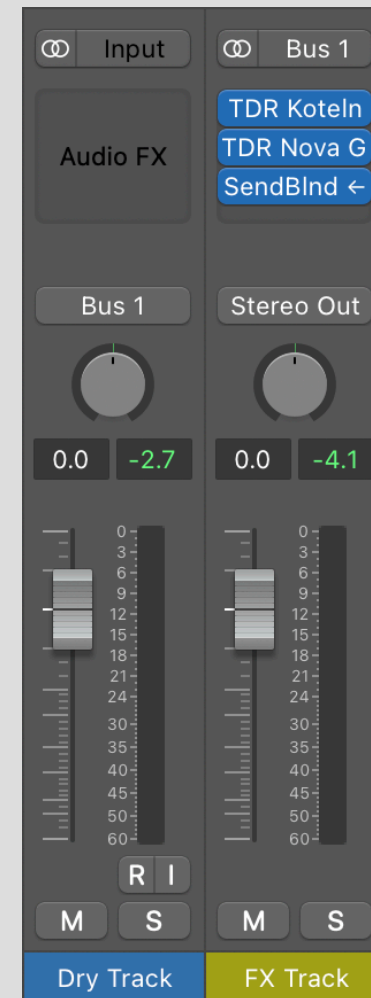 Input
Audio FX
Bus 1
0.0 -2.7
0
3
6
9
12
15
18
21
24
30
35
40
45
50
60
R I
M S
Dry Track
Bus 1
TDR Koteln
TDR Nova G
SendBlnd ←
Stereo Out
0.0 -4.1
0
3
6
9
12
15
18
21
24
30
35
40
45
50
60
M S
FX Track